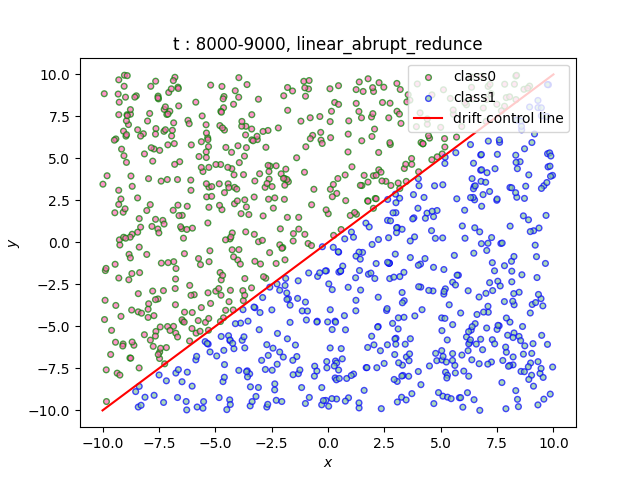 t : 8000-9000, linear_abrupt_redunce
class0
class1
drift control line
10.0
7.5
5.0
2.5
0.0
−2.5
−5.0
−7.5
−10.0
y
−10.0 −7.5 −5.0 −2.5 0.0 2.5 5.0 7.5 10.0
x